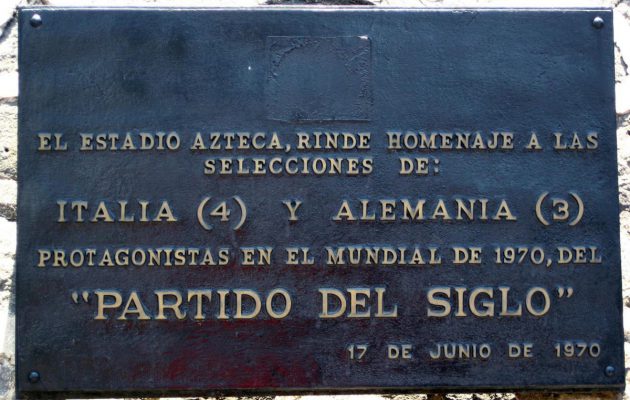 EL ESTADIO AZTECA, RINDE HOMENAJE A LAS
SELECCIONES DE:
ITALIA (4) Y ALEMANIA (3)
PROTAGONISTAS EN EL MUNDIAL DE 1970, DEL
"PARTIDO DEL SIGLO"
17 DE JUNIO DE 1970